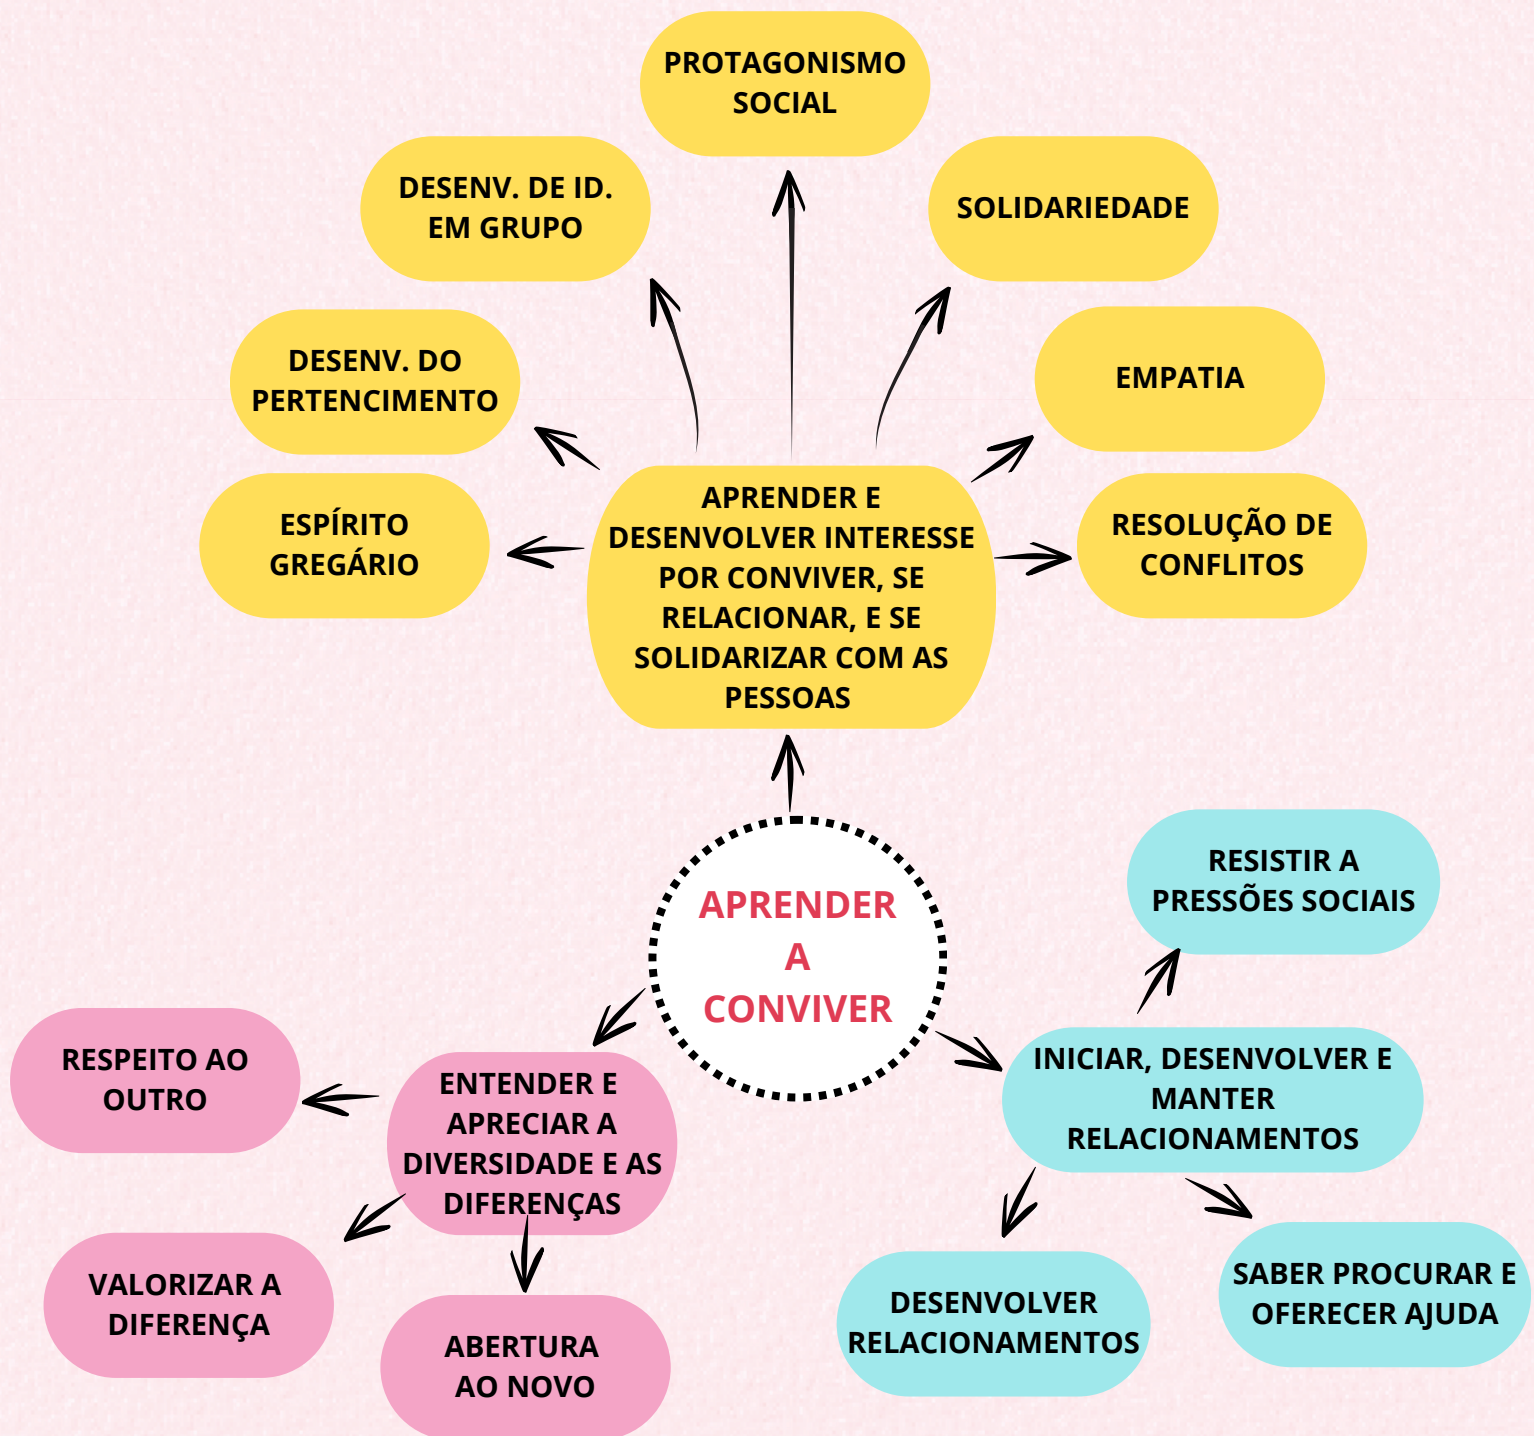 PROTAGONISMO
SOCIAL
DESENV. DE ID.
EM GRUPO
SOLIDARIEDADE
DESENV. DO
PERTENCIMENTO
EMPATIA
ESPÍRITO
GREGÁRIO
APRENDER E
DESENVOLVER INTERESSE
POR CONVIVER, SE
RELACIONAR, E SE
SOLIDARIZAR COM AS
PESSOAS
RESOLUÇÃO DE
CONFLITOS
APRENDER
A
CONVIVER
RESISTIR A
PRESSÕES SOCIAIS
INICIAR, DESENVOLVER E
MANTER
RELACIONAMENTOS
DESENVOLVER
RELACIONAMENTOS
SABER PROCURAR E
OFERECER AJUDA
ENTENDER E
APRECIAR A
DIVERSIDADE E AS
DIFERENÇAS
RESPEITO AO
OUTRO
VALORIZAR A
DIFERENÇA
ABERTURA
AO NOVO